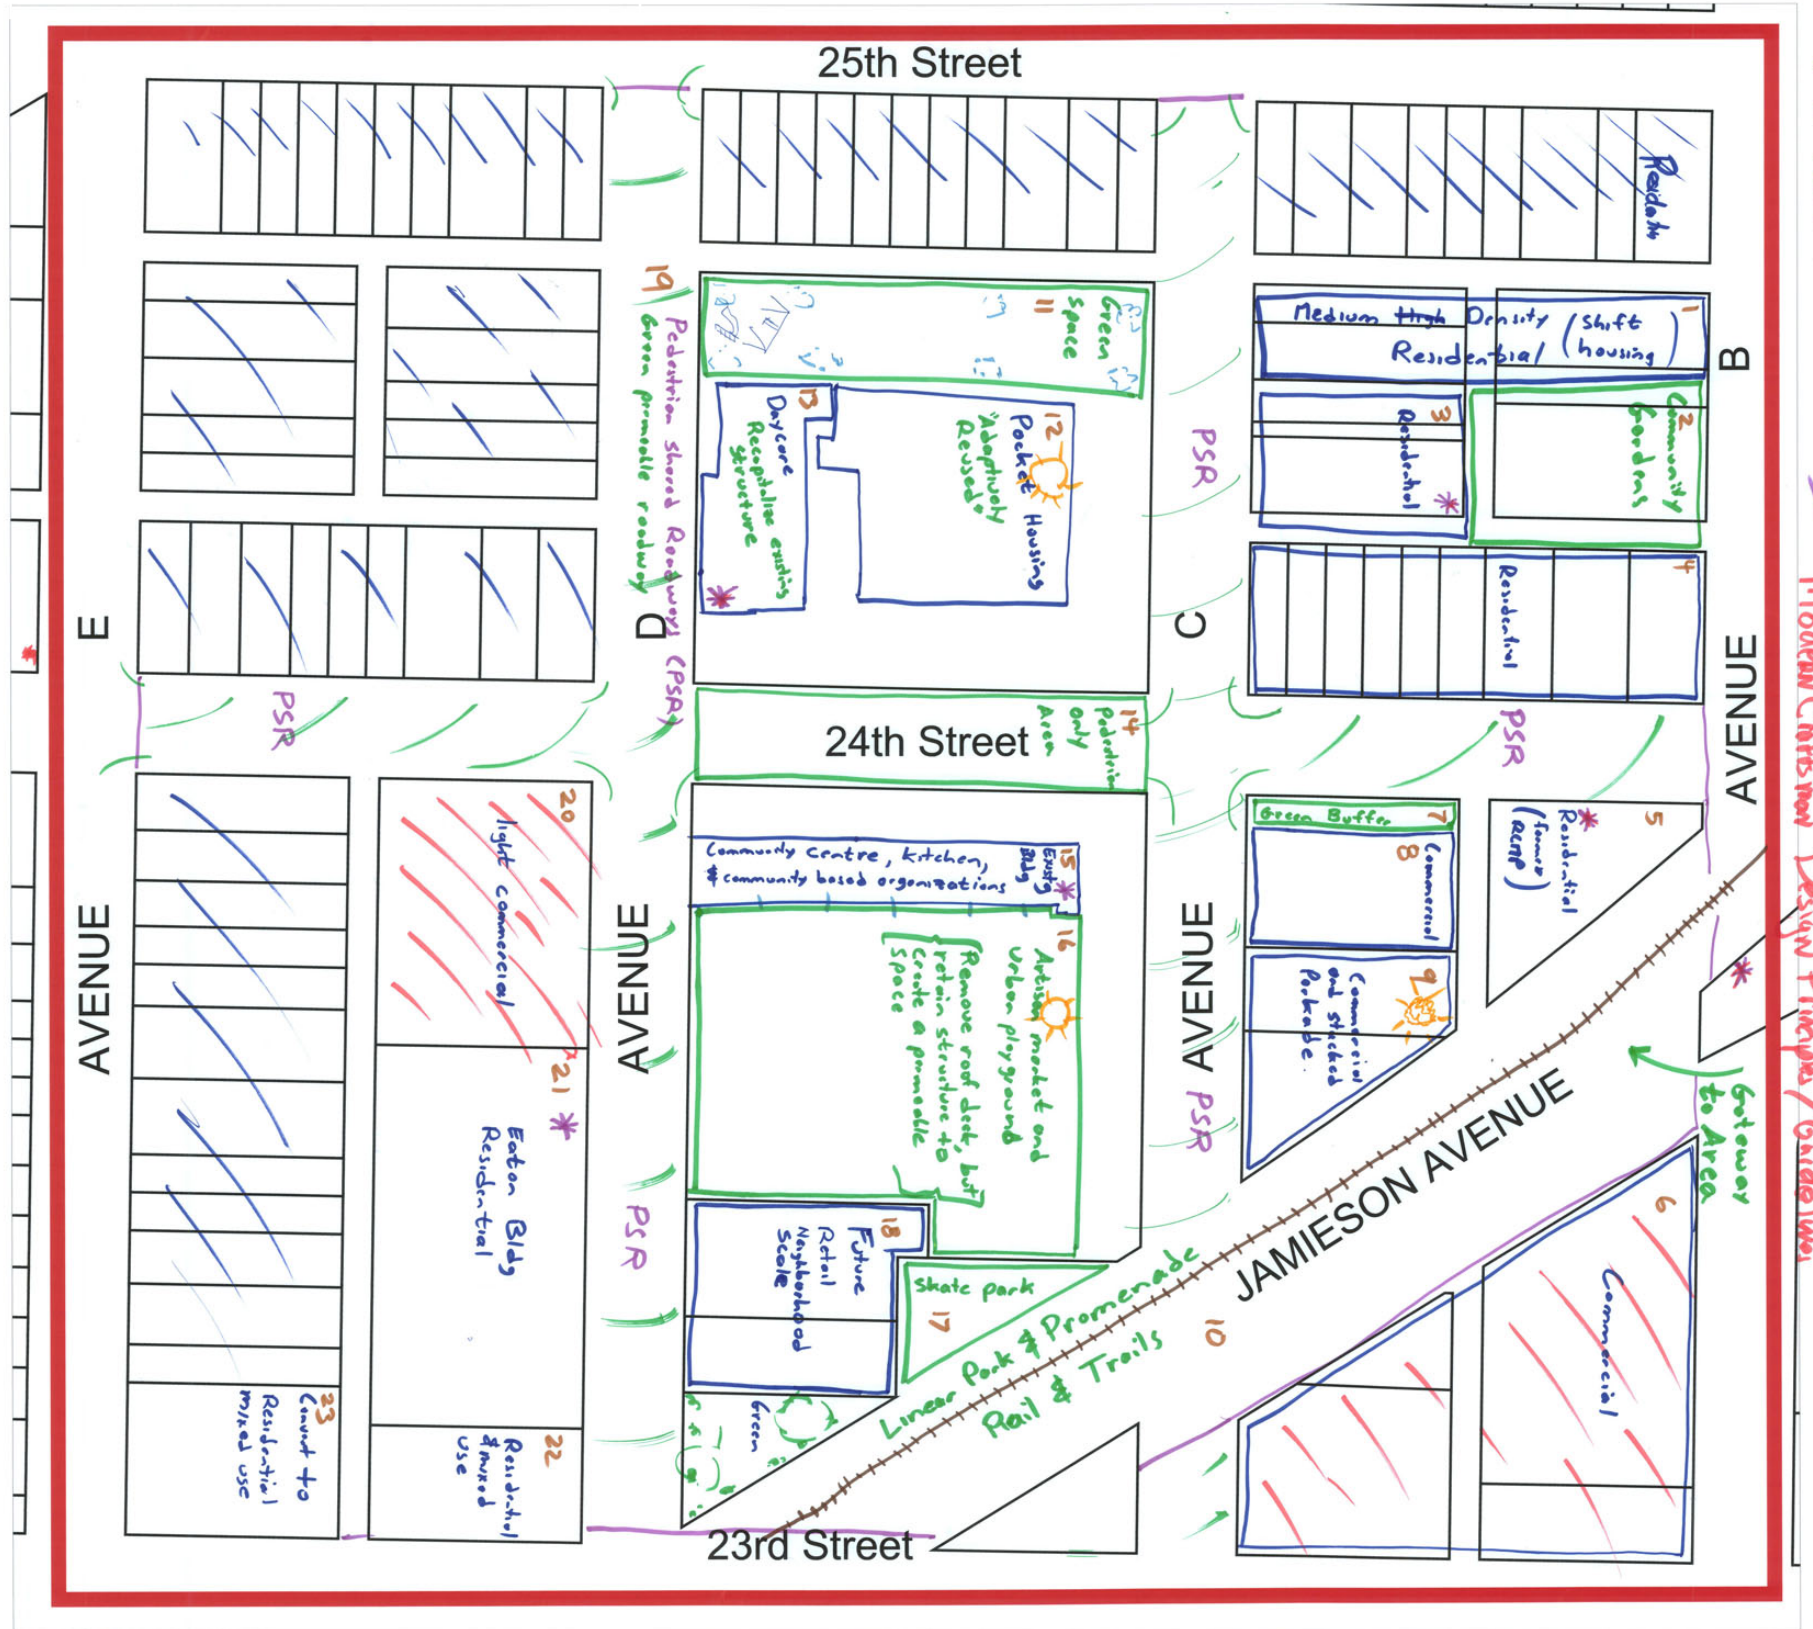 25th Street
Residential
19
Pedestrian shared Roadways (PSR)
Green permeable roadway
11
Green
Space
1
Medium High Density (shift
Residential housing)
B
2
Community
Gardens
3
Residential
12
Pocket Housing
"Adaptively
Reused"
13
Daycare
Recapitalize existing
structure
PSR
4
Residential
E
D
C
AVENUE
PSR
24th Street
14
Pedestrian
only
Area
PSR
20
light commercial
15
Existg
Bldg
Community Centre, kitchen,
& community based organizations
7
Green Buffer
8
Commercial
5
Residential
(former
RCMP)
AVENUE
AVENUE
AVENUE
16
Artisan market and
Urban playground
Remove roof deck, but
retain structure to
Create a permeable
Space
9
Commercial
and stacked
Parkade.
PSR
21
Eaton Bldg
Residential
PSR
18
Future
Retail
Neighborhood
Scale
Skate park
17
Linear Park & Promenade
Rail & Trails
10
JAMIESON AVENUE
Gateway
to Area
6
Commercial
23
Convert to
Residential
mixed use
22
Residential
& mixed
use
Green
23rd Street
Design